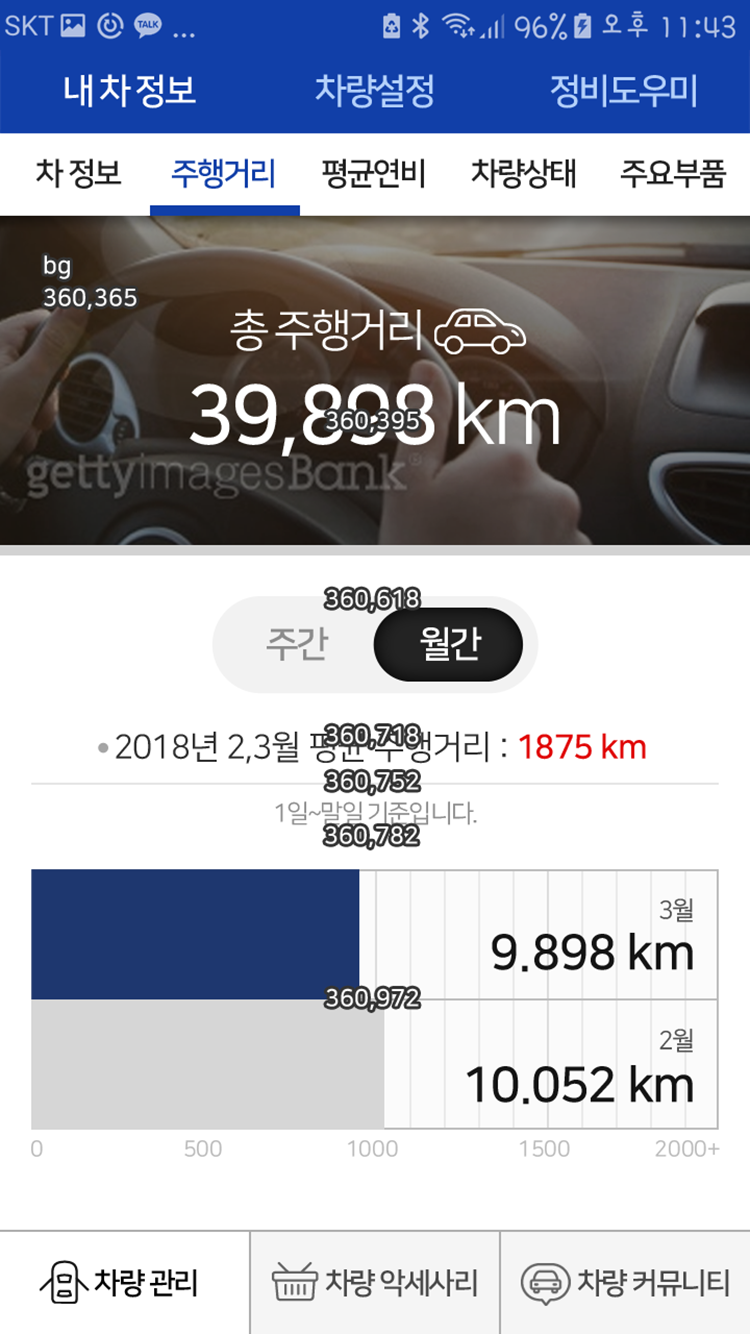 SKT TALK ... 96% 오후 11:43
내 차 정보 차량설정 정비도우미
차 정보 주행거리 평균연비 차량상태 주요부품
bg
360,365
총 주행거리
39,898 km
360,395
gettyimagesBank
360,618
주간 월간
360,718
• 2018년 2,3월 평균 주행거리 : 1875 km
360,752
1일~말일 기준입니다.
360,782
3월
9.898 km
360,972
2월
10.052 km
0 500 1000 1500 2000+
차량 관리 차량 악세사리 차량 커뮤니티